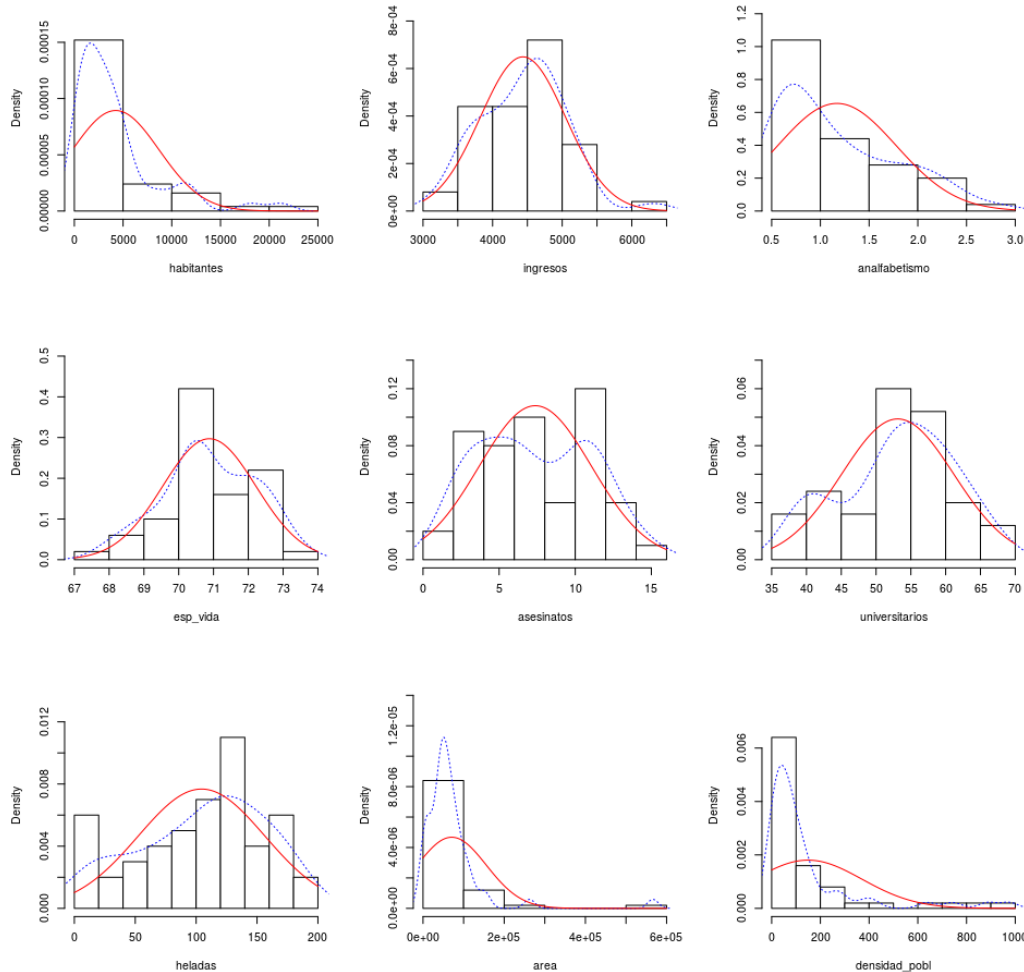 Density
0.00000 0.00005 0.00010 0.00015
0 5000 10000 15000 20000 25000
habitantes
Density
0e+00 2e-04 4e-04 6e-04 8e-04
3000 4000 5000 6000
ingresos
Density
0.0 0.2 0.4 0.6 0.8 1.0 1.2
0.5 1.0 1.5 2.0 2.5 3.0
analfabetismo
Density
0.0 0.1 0.2 0.3 0.4 0.5
67 68 69 70 71 72 73 74
esp_vida
Density
0.00 0.04 0.08 0.12
0 5 10 15
asesinatos
Density
0.00 0.02 0.04 0.06
35 40 45 50 55 60 65 70
universitarios
Density
0.000 0.004 0.008 0.012
0 50 100 150 200
heladas
Density
0.0e+00 4.0e-06 8.0e-06 1.2e-05
0e+00 2e+05 4e+05 6e+05
area
Density
0.000 0.002 0.004 0.006
0 200 400 600 800 1000
densidad_pobl